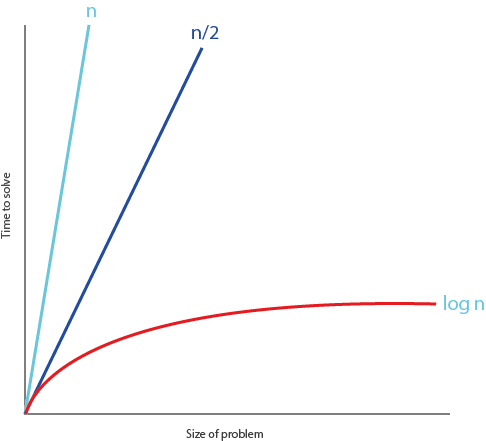 n
n/2
Time to solve
log n
Size of problem